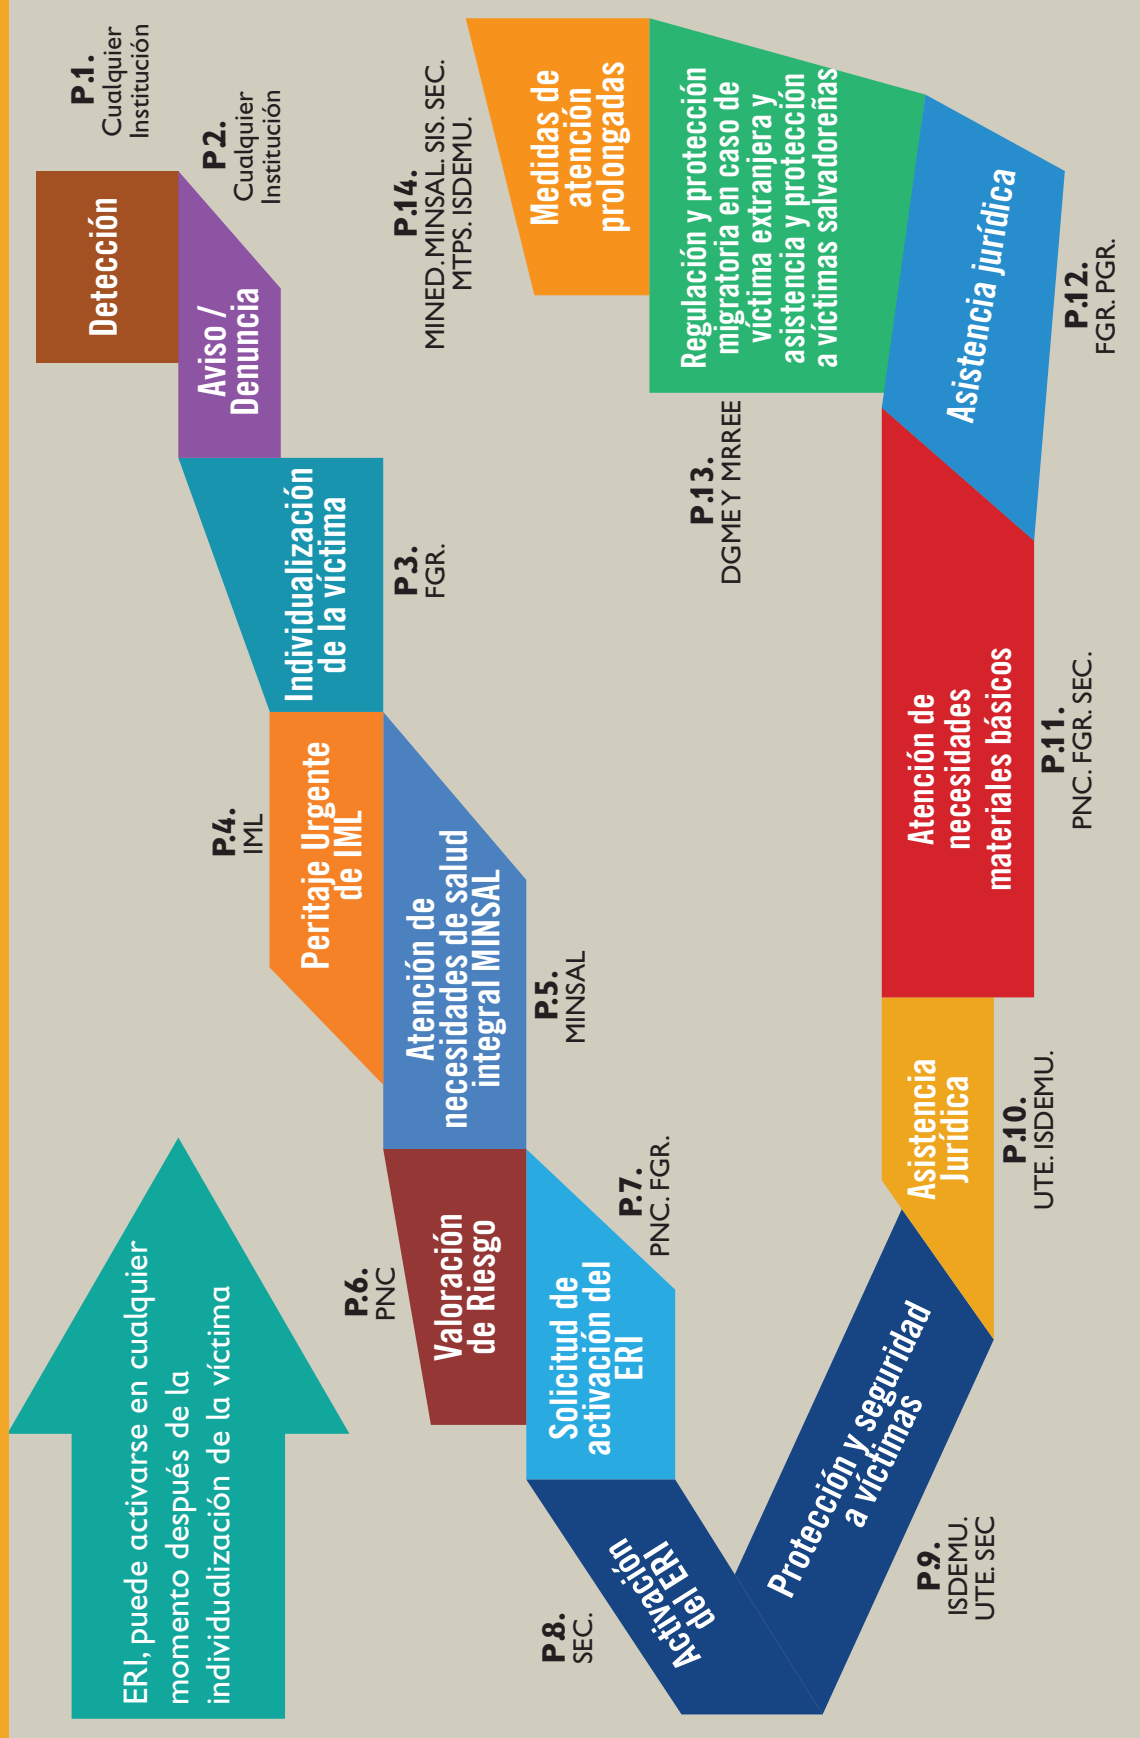 P.1.
Cualquier
Institución
Detección
P.2.
Cualquier
Institución
Aviso /
Denuncia
P.3.
FGR.
Individualización
de la víctima
P.4.
IML
Peritaje Urgente
de IML
P.5.
MINSAL
Atención de
necesidades de salud
integral MINSAL
P.6.
PNC
Valoración
de Riesgo
P.7.
PNC. FGR.
Solicitud de
activación del
ERI
P.8.
SEC.
Activación
del ERI
P.9.
ISDEMU.
UTE. SEC
Protección y seguridad
a víctimas
P.10.
UTE. ISDEMU.
Asistencia
Jurídica
P.11.
PNC. FGR. SEC.
Atención de
necesidades
materiales básicos
P.12.
FGR. PGR.
Asistencia jurídica
P.13.
DGME Y MRREE
Regulación y protección
migratoria en caso de
víctima extranjera y
asistencia y protección
a víctimas salvadoreñas
P.14.
MINED. MINSAL. SIS. SEC.
MTPS. ISDEMU.
Medidas de
atención
prolongadas
ERI, puede activarse en cualquier
momento después de la
individualización de la víctima